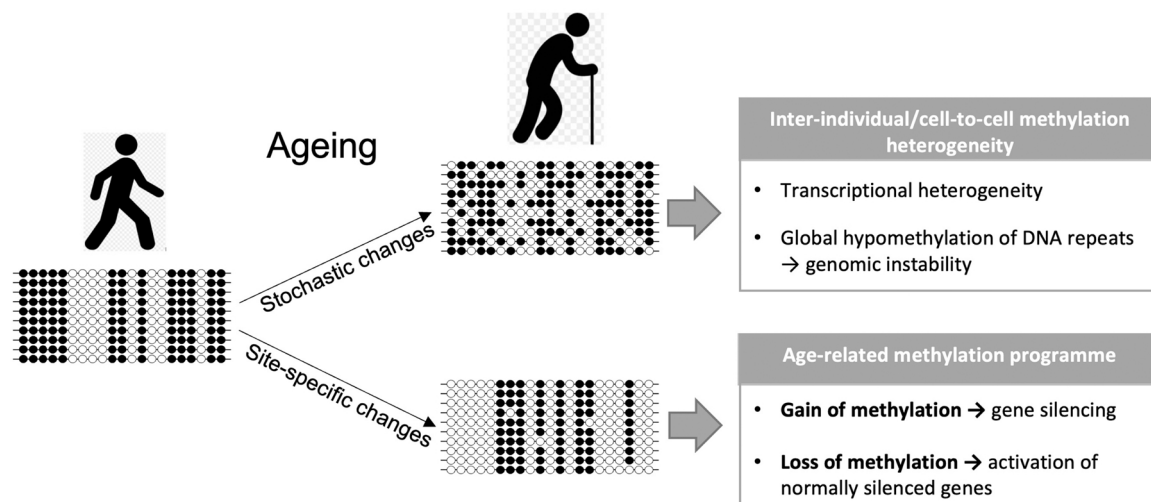 Ageing
Stochastic changes
Site-specific changes
Inter-individual/cell-to-cell methylation
heterogeneity
• Transcriptional heterogeneity
• Global hypomethylation of DNA repeats
→ genomic instability
Age-related methylation programme
• Gain of methylation → gene silencing
• Loss of methylation → activation of
normally silenced genes